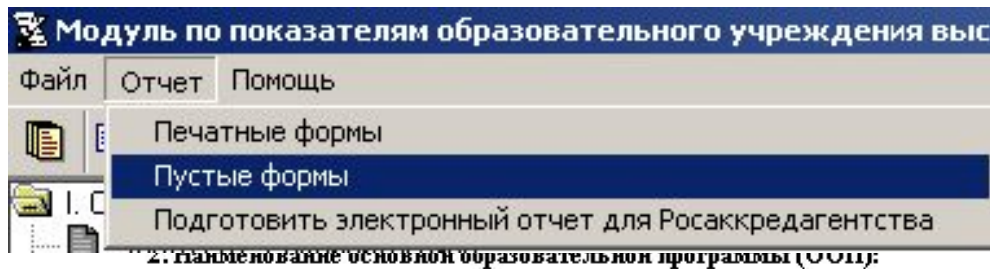 Модуль по показателям образовательного учреждения выс
Файл Отчет Помощь
Печатные формы
Пустые формы
I. С
Подготовить электронный отчет для Росаккредагентства
2. Наименование основной образовательной программы (ООП):